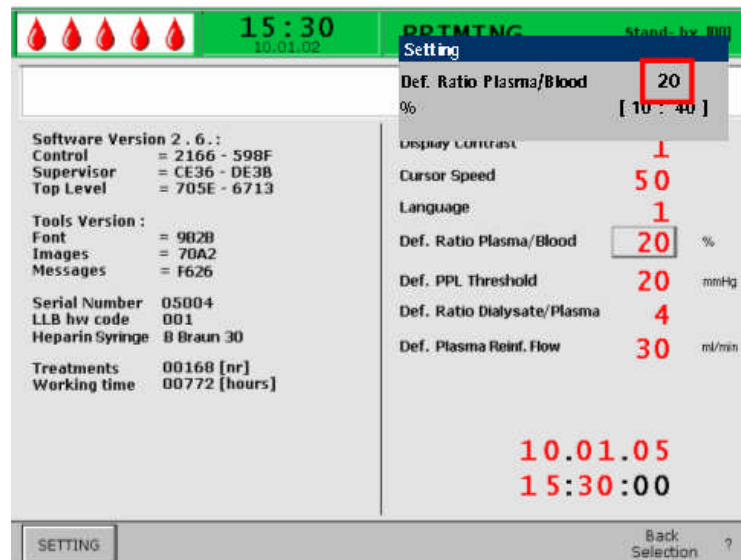 15:30
10.01.02
PRIMING
Stand-by [00]
Setting
Def. Ratio Plasma/Blood 20
% [ 10 : 40 ]
Software Version 2 . 6 . :
Control = 2166 - 598F
Supervisor = CE36 - DE3B
Top Level = 705E - 6713
Tools Version :
Font = 9B2B
Images = 70A2
Messages = F626
Serial Number 05004
LLB hw code 001
Heparin Syringe B Braun 30
Treatments 00168 [nr]
Working time 00772 [hours]
Display Contrast 1
Cursor Speed 50
Language 1
Def. Ratio Plasma/Blood 20 %
Def. PPL Threshold 20 mmHg
Def. Ratio Dialysate/Plasma 4
Def. Plasma Reinf. Flow 30 ml/min
10.01.05
15:30:00
SETTING
Back
Selection ?